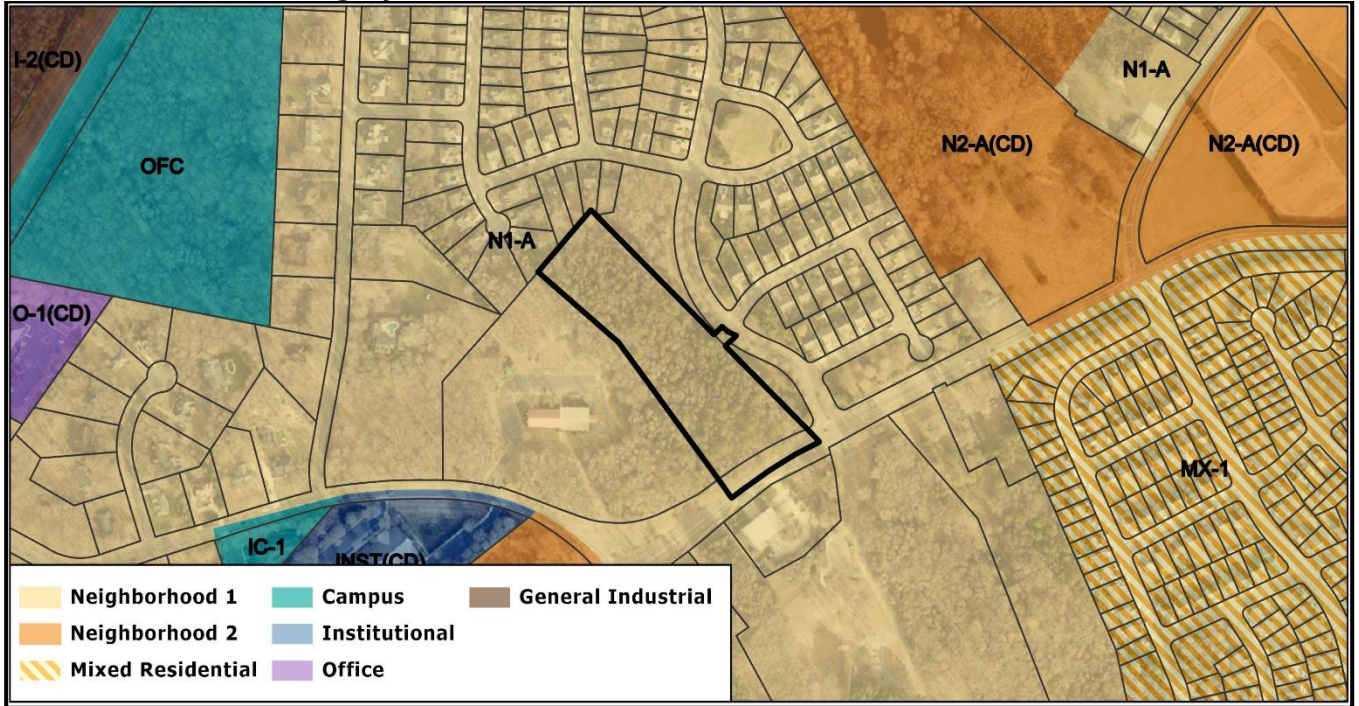 I-2(CD)
OFC
N1-A
N2-A(CD)
N2-A(CD)
N1-A
O-1(CD)
MX-1
IC-1
INST(CD)
Neighborhood 1
Campus
General Industrial
Neighborhood 2
Institutional
Mixed Residential
Office